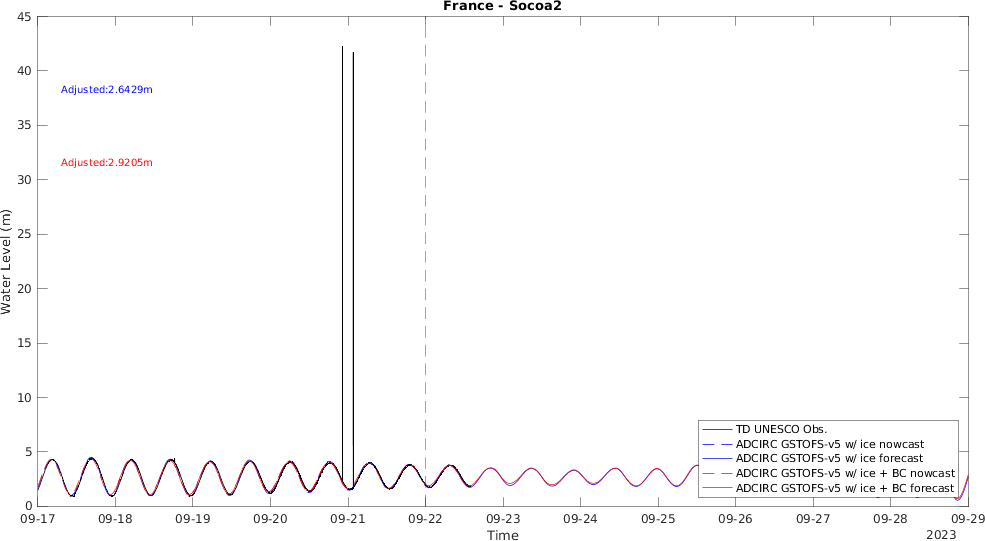 France - Socoa2
45
40
35
30
25
20
15
10
5
0
Water Level (m)
Adjusted:2.6429m
Adjusted:2.9205m
TD UNESCO Obs.
ADCIRC GSTOFS-v5 w/ ice nowcast
ADCIRC GSTOFS-v5 w/ ice forecast
ADCIRC GSTOFS-v5 w/ ice + BC nowcast
ADCIRC GSTOFS-v5 w/ ice + BC forecast
09-17 09-18 09-19 09-20 09-21 09-22 09-23 09-24 09-25 09-26 09-27 09-28 09-29
Time
2023